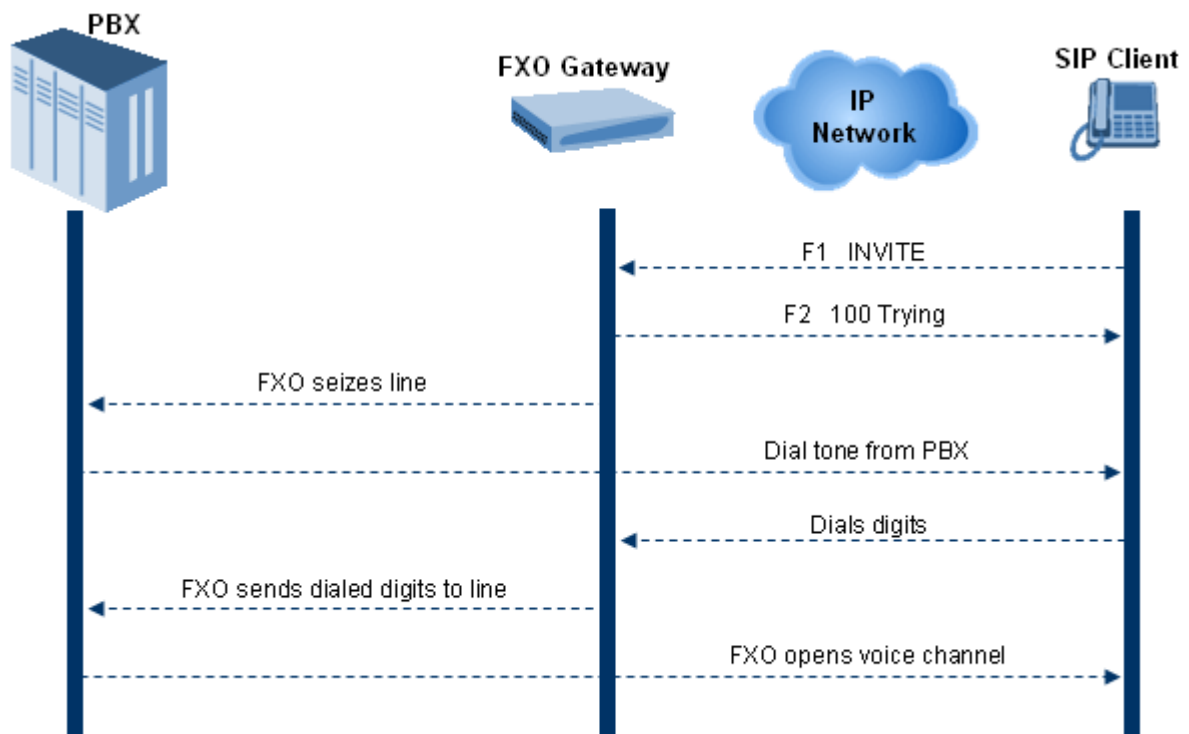 PBX
FXO Gateway
SIP Client
IP
Network
F1 INVITE
F2 100 Trying
FXO seizes line
Dial tone from PBX
Dials digits
FXO sends dialed digits to line
FXO opens voice channel